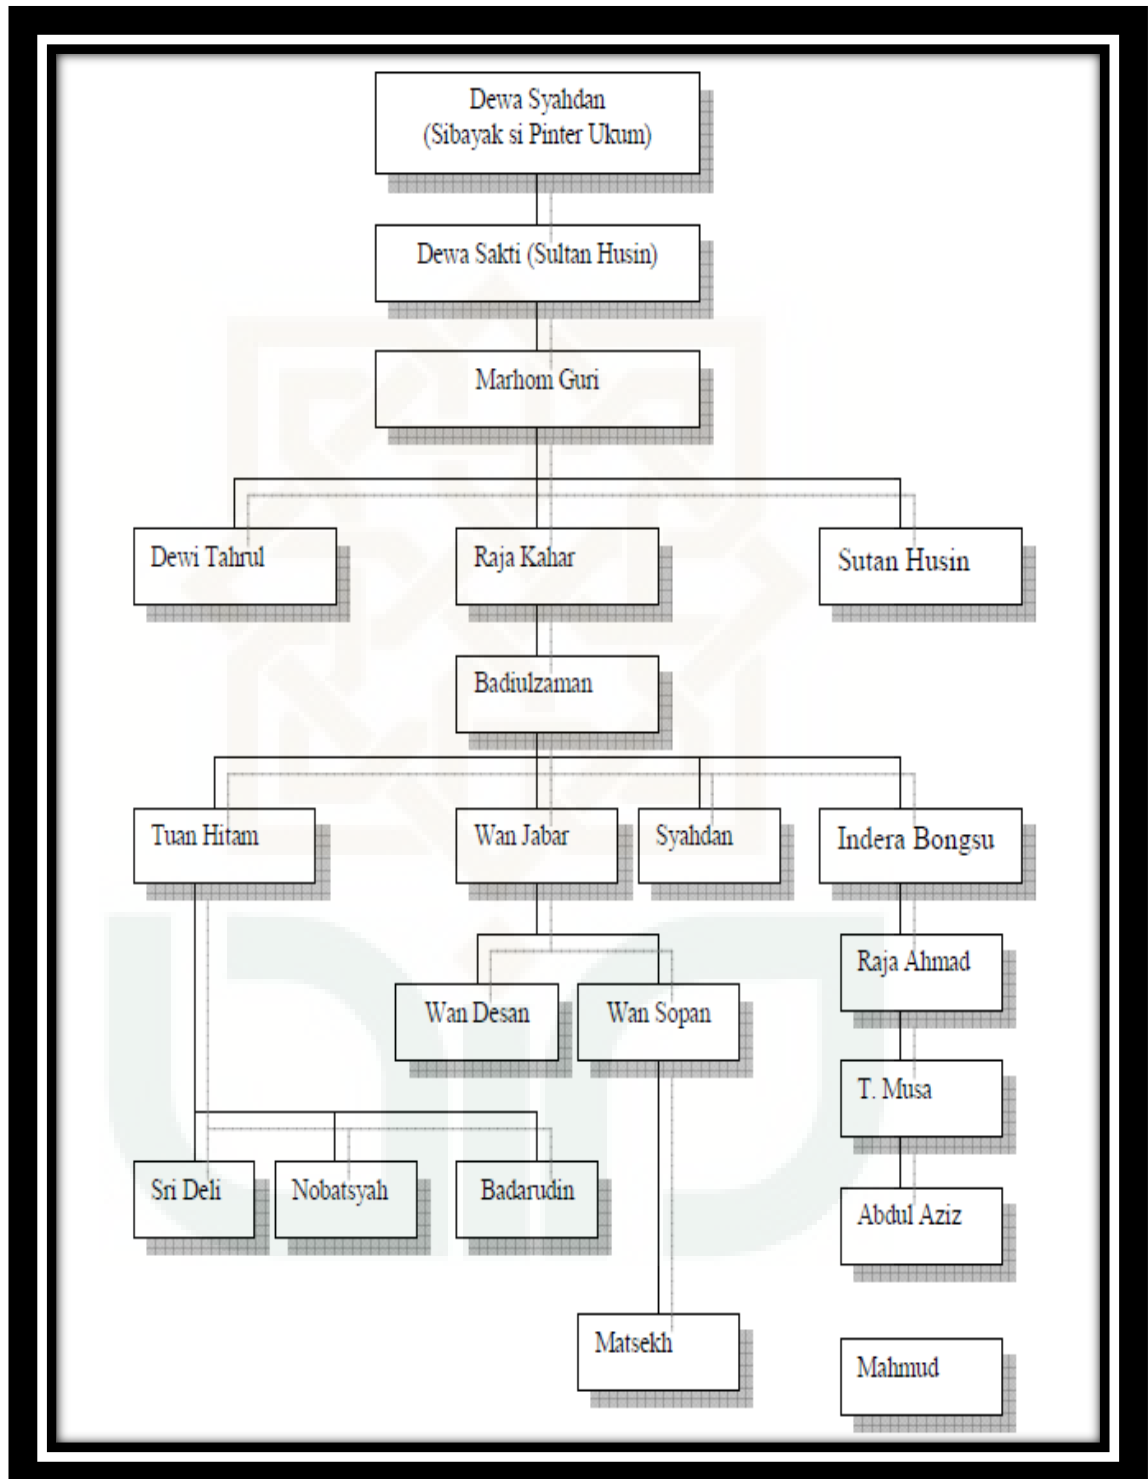 Dewa Syahdan
(Sibayak si Pinter Ukum)
Dewa Sakti (Sultan Husin)
Marhom Guri
Dewi Tahrul
Raja Kahar
Sutan Husin
Badiulzaman
Tuan Hitam
Wan Jabar
Syahdan
Indera Bongsu
Raja Ahmad
Wan Desan
Wan Sopan
T. Musa
Sri Deli
Nobatsyah
Badarudin
Abdul Aziz
Matsekh
Mahmud